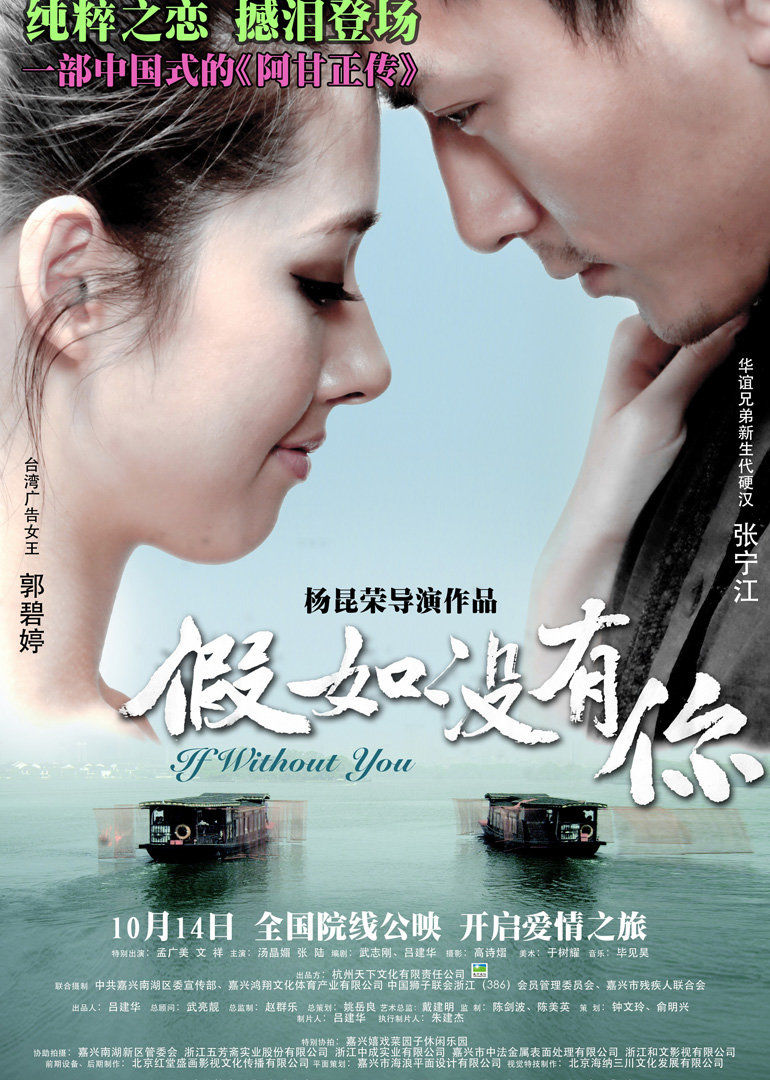 纯粹之恋 撼泪登场
一部中国式的《阿甘正传》
华谊兄弟新生代硬汉 张宁江
台湾广告女王 郭碧婷
杨昆荣导演作品
假如没有你
If Without You
10月14日 全国院线公映 开启爱情之旅
特别出演：孟广美 文祥 主演：汤晶媚 张陆 编剧：武志刚、吕建华 摄影：高诗熠 美术：于树耀 音乐：毕见昊
出品方：杭州天下文化有限责任公司
联合摄制 中共嘉兴南湖区委宣传部、嘉兴鸿翔文化体育产业有限公司 中国狮子联会浙江（386）会员管理委员会、嘉兴市残疾人联合会
出品人：吕建华 总顾问：武亮靓 总监制：赵群乐 总策划：姚岳良 艺术总监：戴建明 监制：陈剑波、陈美英 策划：钟文玲、俞明兴
制片人：吕建华 执行制片人：朱建杰
特别协拍：嘉兴嬉戏菜园子休闲乐园
协助拍摄：嘉兴南湖新区管委会 浙江五芳斋实业股份有限公司 浙江中成实业有限公司 嘉兴市中法金属表面处理有限公司 浙江和文影视有限公司
前期设备、后期制作：北京红堂盛画影视文化传播有限公司 平面策划：嘉兴市海浪平面设计有限公司 视觉特技制作：北京海纳三川文化发展有限公司